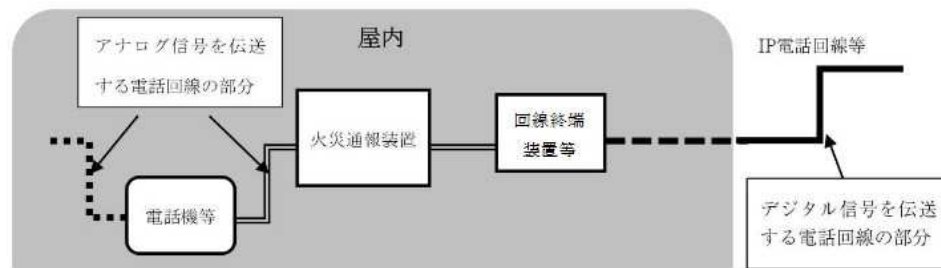 アナログ信号を伝送
する電話回線の部分
屋内
IP電話回線等
火災通報装置
回線終端
装置等
電話機等
デジタル信号を伝送
する電話回線の部分